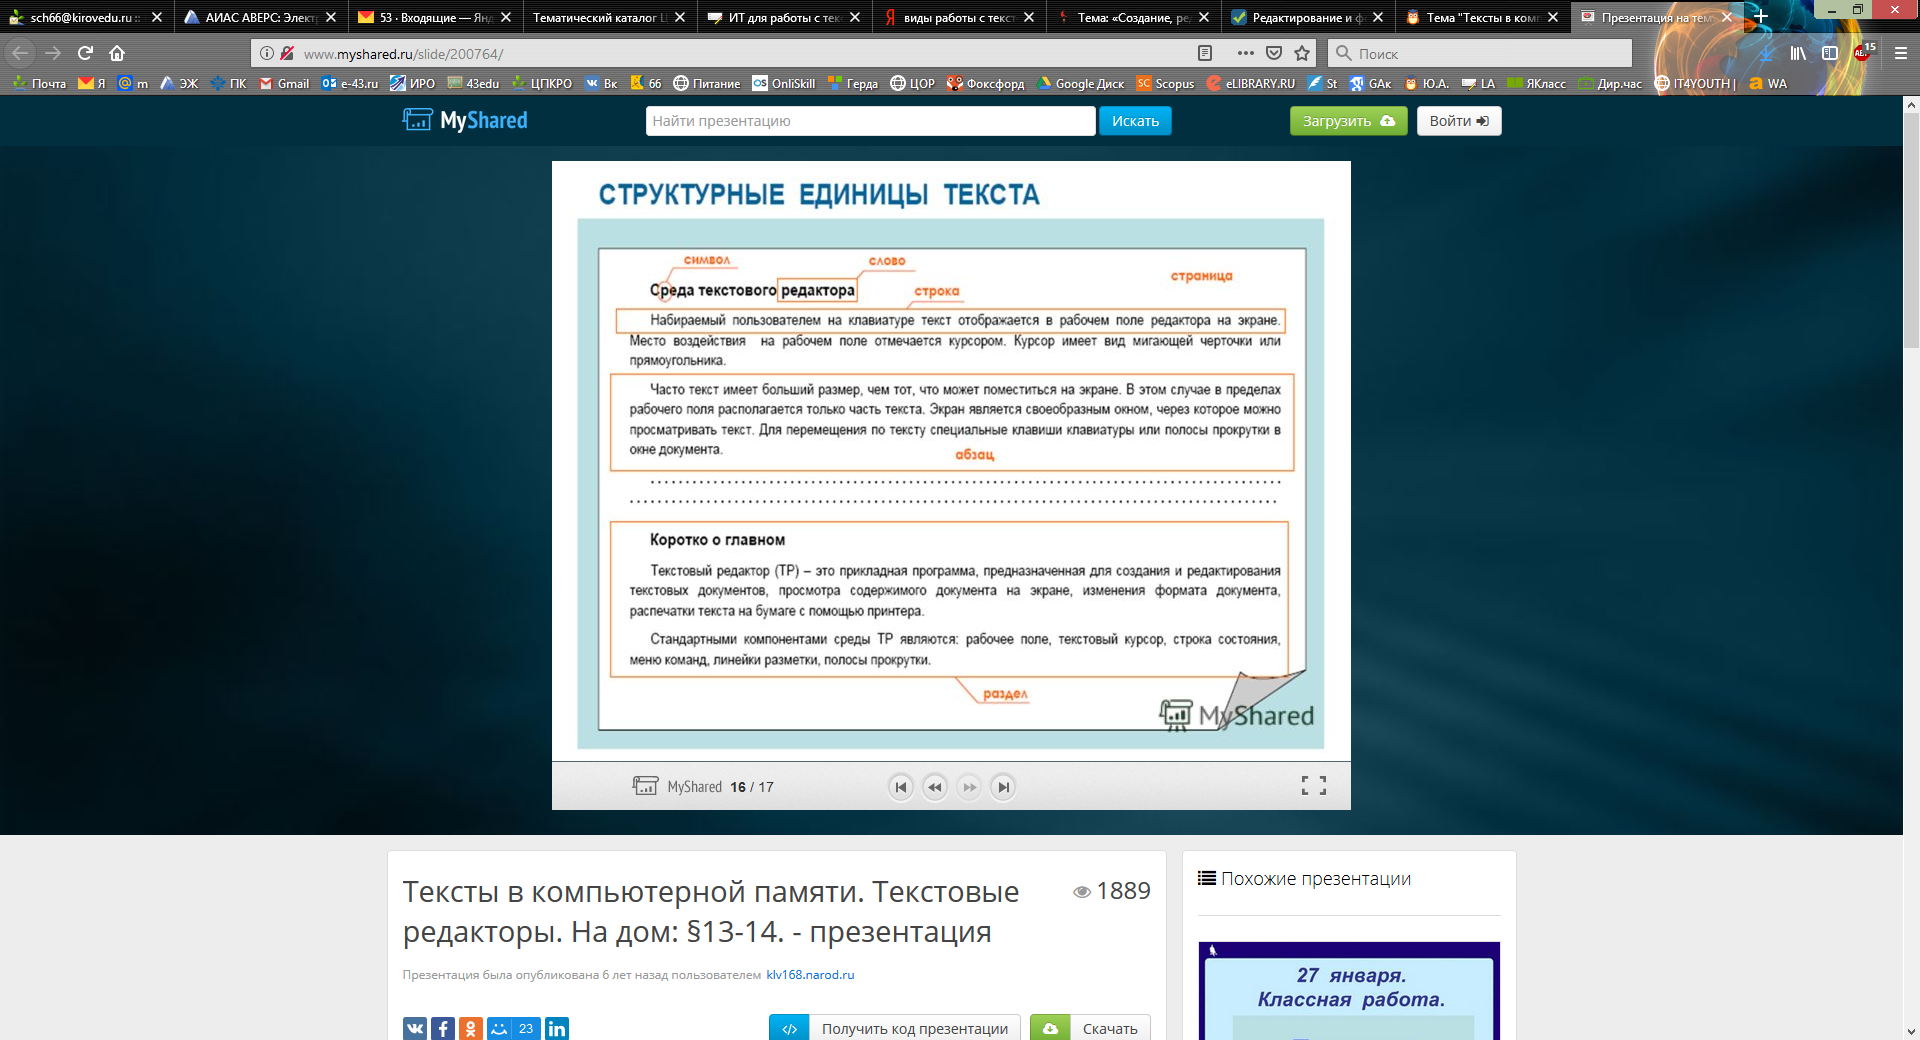 sch66@kirovedu.ru ::
АИАС АВЕРС: Электр
53 · Входящие — Янд
Тематический каталог Ц
ИТ для работы с текс
виды работы с текст
Тема: «Создание, ре
Редактирование и ф
Тема "Тексты в комп
Презентация на тем
www.myshared.ru/slide/200764/
Поиск
15
Почта Я m ЭЖ ПК Gmail e-43.ru ИРО 43edu ЦПКРО Вк 66 Питание OnliSkill Герда ЦОР Фоксфорд Google Диск Scopus eLIBRARY.RU St GAк Ю.А. LA ЯКласс Дир.час IT4YOUTH | WA
MyShared
Найти презентацию
Искать
Загрузить
Войти
СТРУКТУРНЫЕ ЕДИНИЦЫ ТЕКСТА
символ
слово
страница
Среда текстового редактора
строка
Набираемый пользователем на клавиатуре текст отображается в рабочем поле редактора на экране.
Место воздействия на рабочем поле отмечается курсором. Курсор имеет вид мигающей черточки или
прямоугольника.
Часто текст имеет больший размер, чем тот, что может поместиться на экране. В этом случае в пределах
рабочего поля располагается только часть текста. Экран является своеобразным окном, через которое можно
просматривать текст. Для перемещения по тексту специальные клавиши клавиатуры или полосы прокрутки в
окне документа.
абзац
Коротко о главном
Текстовый редактор (ТР) – это прикладная программа, предназначенная для создания и редактирования
текстовых документов, просмотра содержимого документа на экране, изменения формата документа,
распечатки текста на бумаге с помощью принтера.
Стандартными компонентами среды ТР являются: рабочее поле, текстовый курсор, строка состояния,
меню команд, линейки разметки, полосы прокрутки.
раздел
MyShared
MyShared 16 / 17
Тексты в компьютерной памяти. Текстовые
редакторы. На дом: §13-14. - презентация
1889
Презентация была опубликована 6 лет назад пользователем klv168.narod.ru
23
Получить код презентации
Скачать
Похожие презентации
27 января.
Классная работа.